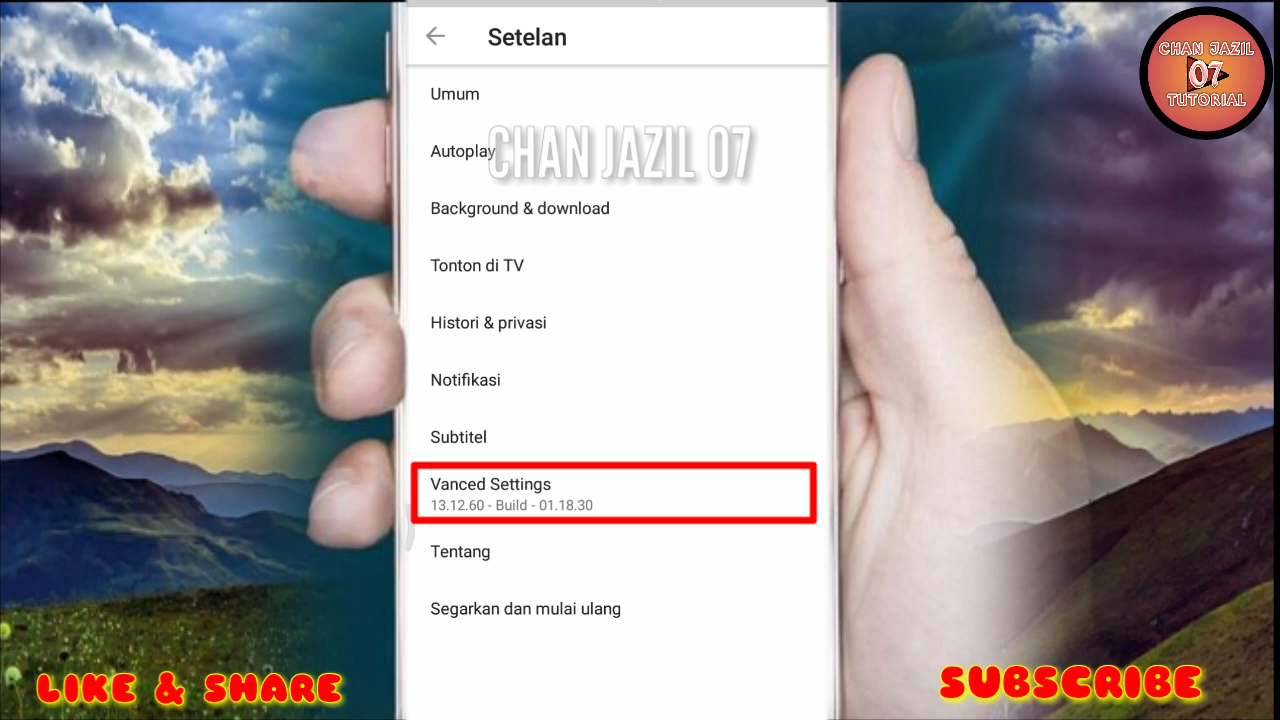 Setelan
CHAN JAZIL
07
TUTORIAL
Umum
Autoplay
CHAN JAZIL 07
Background & download
Tonton di TV
Histori & privasi
Notifikasi
Subtitel
Vanced Settings
13.12.60 - Build - 01.18.30
Tentang
Segarkan dan mulai ulang
LIKE & SHARE
SUBSCRIBE